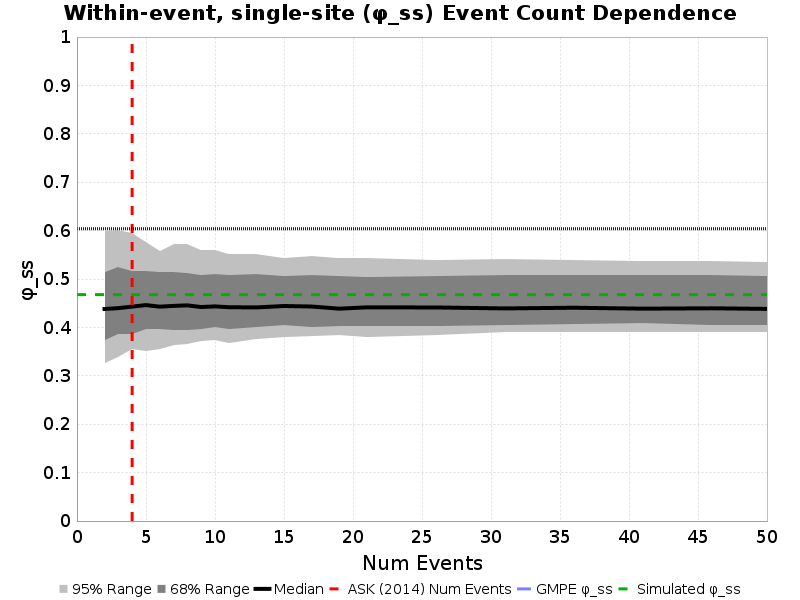 Within-event, single-site (φ_ss) Event Count Dependence
1
0.9
0.8
0.7
0.6
0.5
0.4
0.3
0.2
0.1
0
φ_ss
0 5 10 15 20 25 30 35 40 45 50
Num Events
95% Range 68% Range Median ASK (2014) Num Events GMPE φ_ss Simulated φ_ss